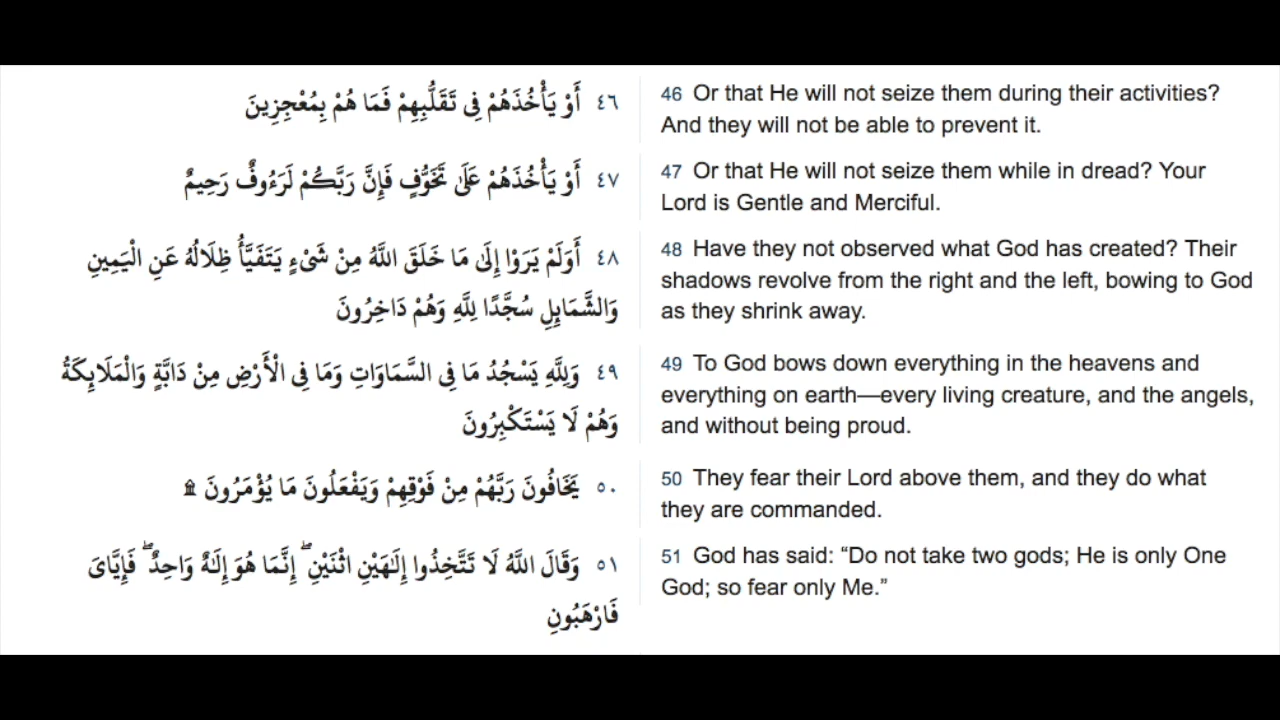 ٤٦ أَوْ يَأْخُذَهُمْ فِى تَقَلُّبِهِمْ فَمَا هُمْ بِمُعْجِزِينَ
46 Or that He will not seize them during their activities?
And they will not be able to prevent it.
٤٧ أَوْ يَأْخُذَهُمْ عَلَىٰ تَخَوُّفٍ فَإِنَّ رَبَّكُمْ لَرَءُوفٌ رَحِيمٌ
47 Or that He will not seize them while in dread? Your
Lord is Gentle and Merciful.
٤٨ أَوَلَمْ يَرَوْا إِلَىٰ مَا خَلَقَ اللَّهُ مِنْ شَىْءٍ يَتَفَيَّأُ ظِلَالُهُ عَنِ الْيَمِينِ
وَالشَّمَايِلِ سُجَّدًا لِلَّهِ وَهُمْ دَاخِرُونَ
48 Have they not observed what God has created? Their
shadows revolve from the right and the left, bowing to God
as they shrink away.
٤٩ وَلِلَّهِ يَسْجُدُ مَا فِى السَّمَاوَاتِ وَمَا فِى الْأَرْضِ مِنْ دَابَّةٍ وَالْمَلَايِكَةُ
وَهُمْ لَا يَسْتَكْبِرُونَ
49 To God bows down everything in the heavens and
everything on earth—every living creature, and the angels,
and without being proud.
٥٠ يَخَافُونَ رَبَّهُمْ مِنْ فَوْقِهِمْ وَيَفْعَلُونَ مَا يُؤْمَرُونَ ۩
50 They fear their Lord above them, and they do what
they are commanded.
٥١ وَقَالَ اللَّهُ لَا تَتَّخِذُوا إِلَٰهَيْنِ اثْنَيْنِ ۖ إِنَّمَا هُوَ إِلَٰهٌ وَاحِدٌ ۖ فَإِيَّاىَ
فَارْهَبُونِ
51 God has said: “Do not take two gods; He is only One
God; so fear only Me.”